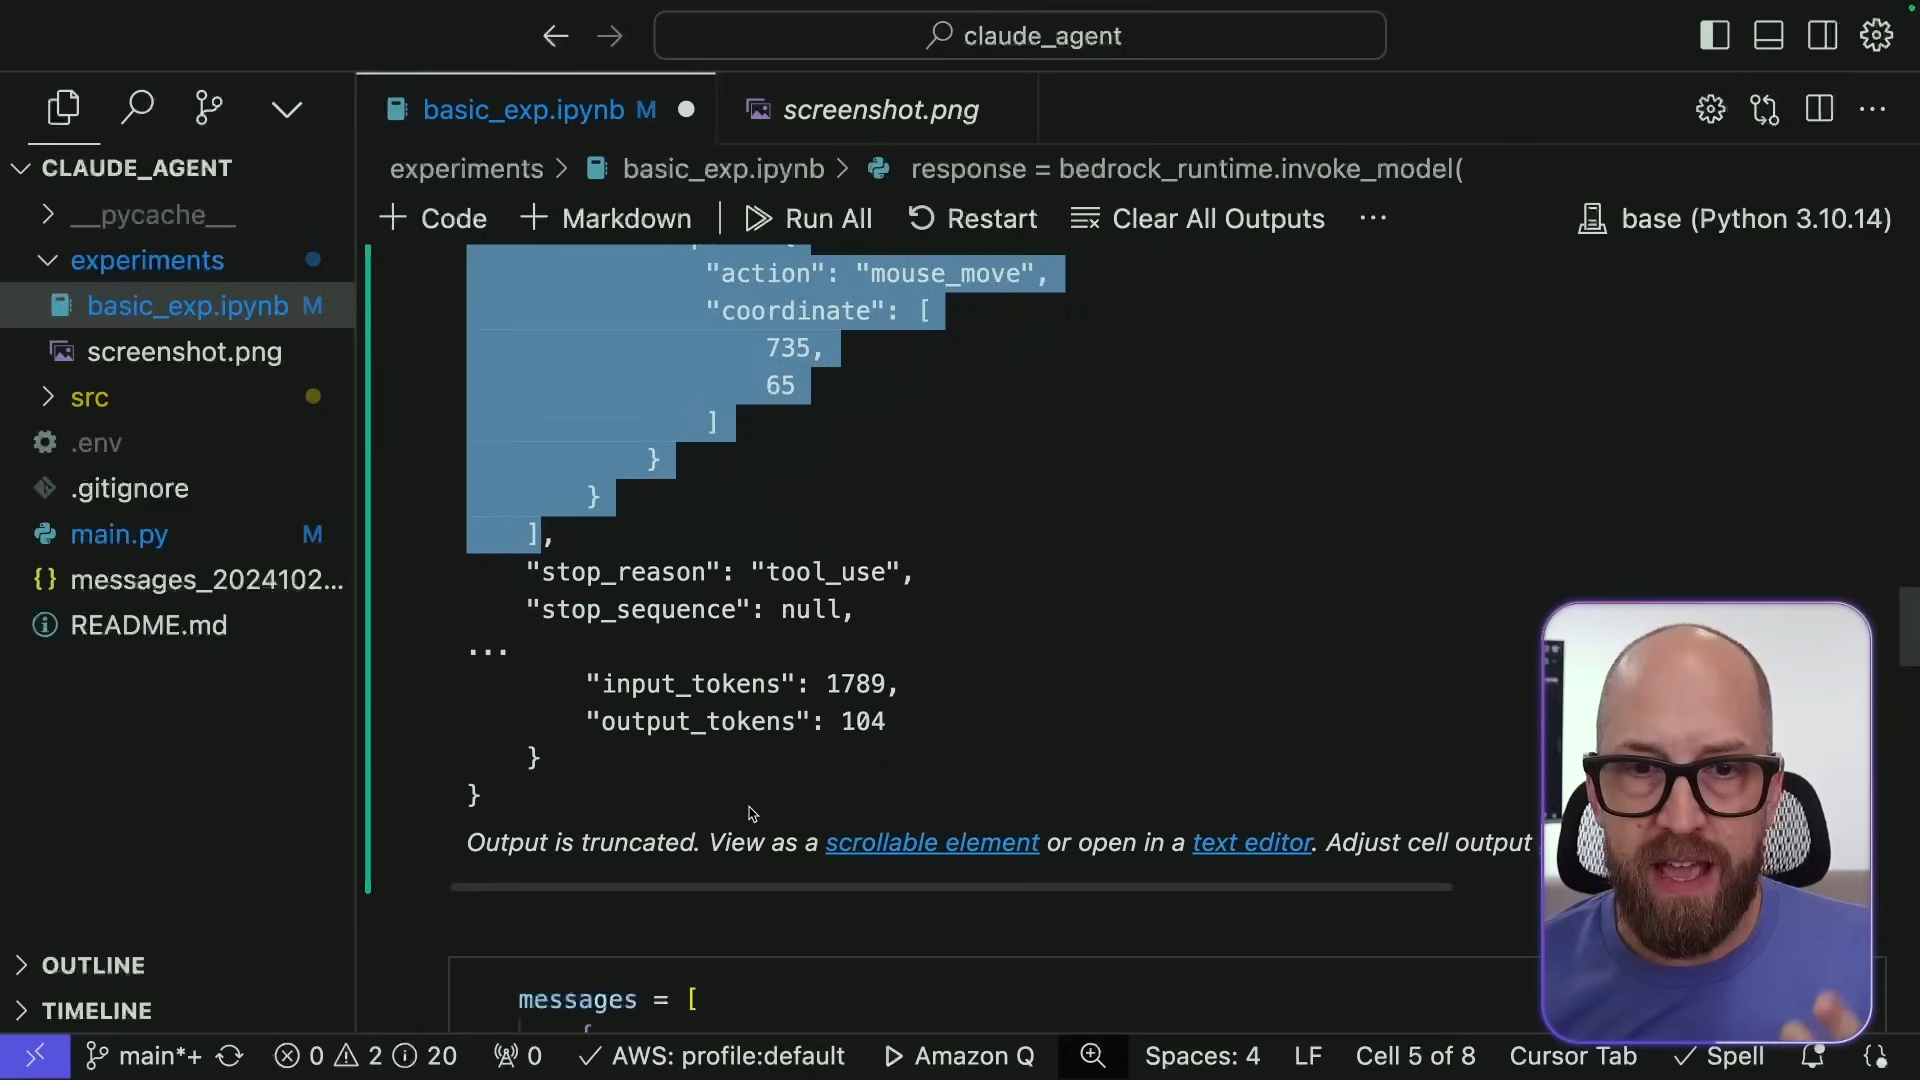 claude_agent
basic_exp.ipynb M
screenshot.png
CLAUDE_AGENT
__pycache__
experiments
basic_exp.ipynb M
screenshot.png
src
.env
.gitignore
main.py M
messages_2024102...
README.md
OUTLINE
TIMELINE
experiments > basic_exp.ipynb > response = bedrock_runtime.invoke_model(
+ Code + Markdown | Run All Restart Clear All Outputs ... base (Python 3.10.14)
"action": "mouse_move",
"coordinate": [
735,
65
]
}
}
],
"stop_reason": "tool_use",
"stop_sequence": null,
...
"input_tokens": 1789,
"output_tokens": 104
}
}
Output is truncated. View as a scrollable element or open in a text editor. Adjust cell output
messages = [
{
main*+ 0 2 20 0 AWS: profile:default Amazon Q Spaces: 4 LF Cell 5 of 8 Cursor Tab Spell {}